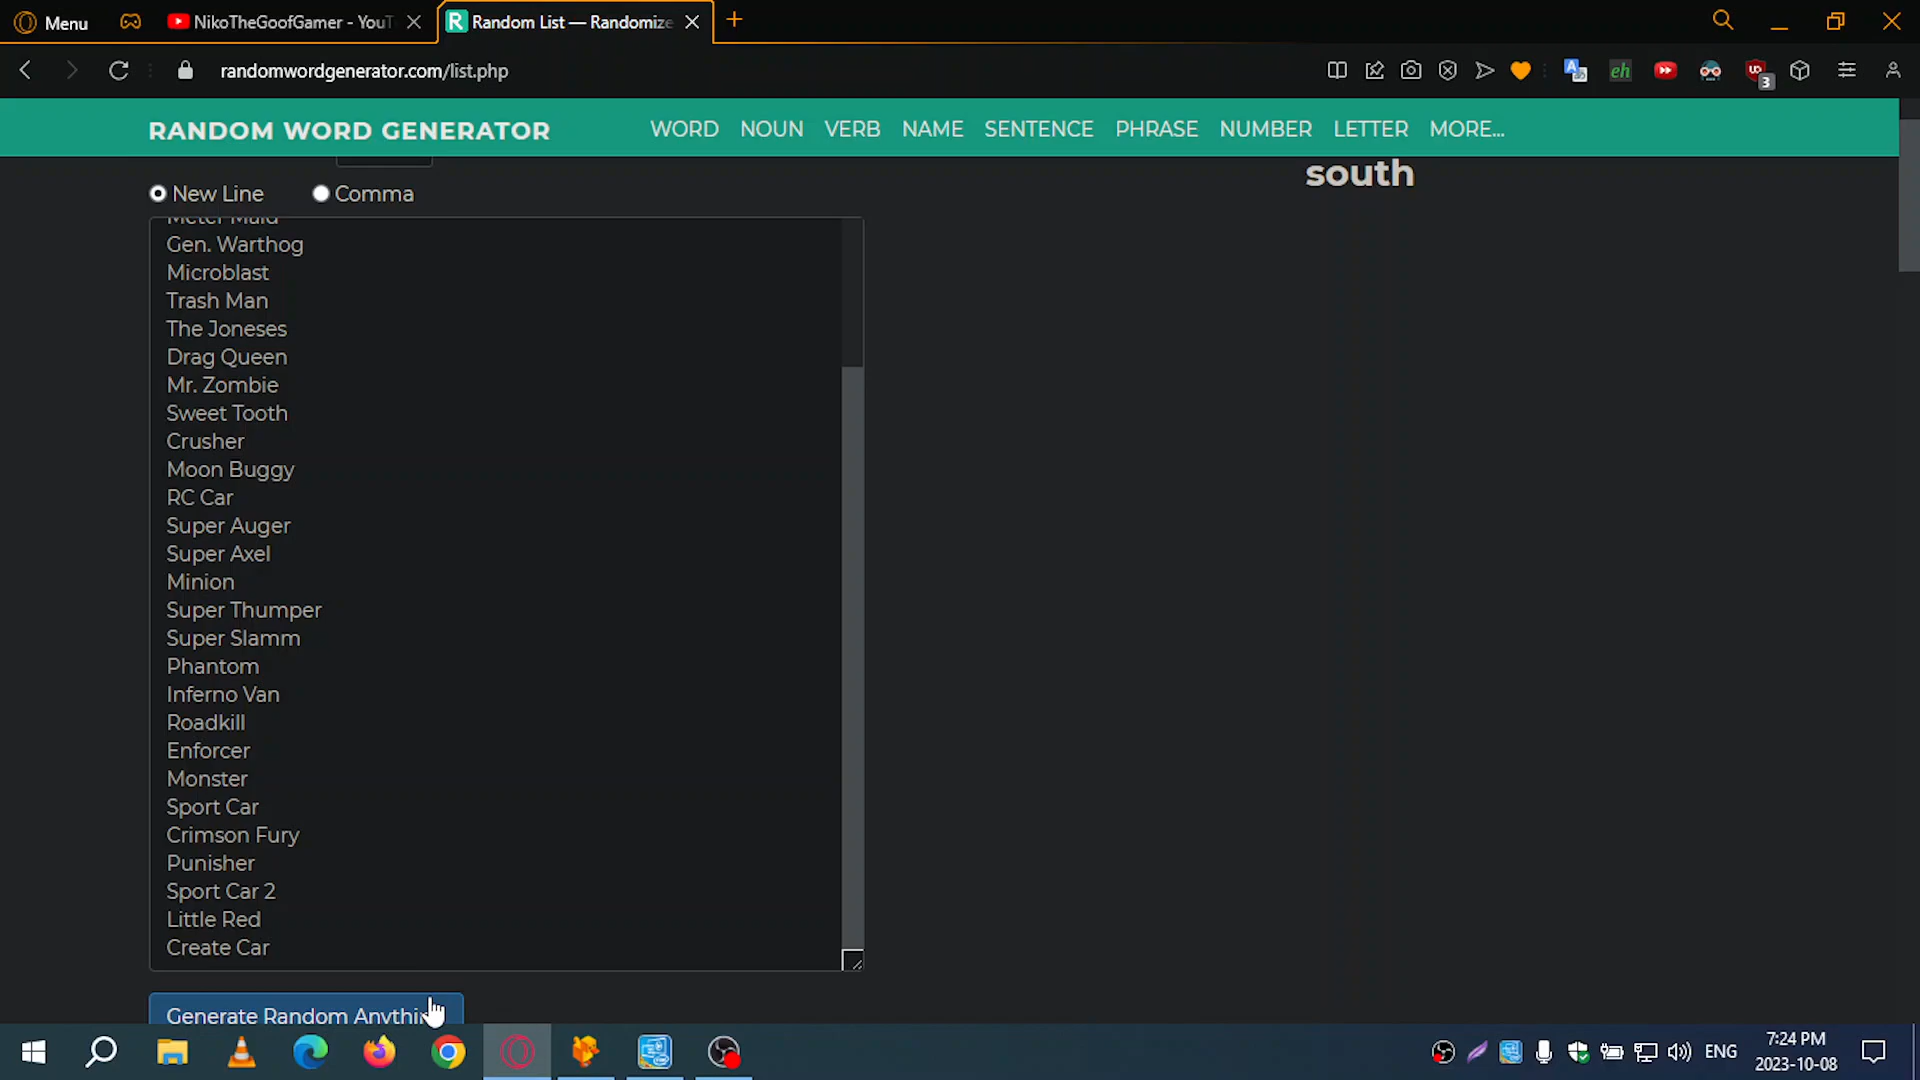 Menu
NikoTheGoofGamer - YouT
Random List — Randomize
randomwordgenerator.com/list.php
3
RANDOM WORD GENERATOR
WORD NOUN VERB NAME SENTENCE PHRASE NUMBER LETTER MORE...
south
New Line Comma
Meter Maid
Gen. Warthog
Microblast
Trash Man
The Joneses
Drag Queen
Mr. Zombie
Sweet Tooth
Crusher
Moon Buggy
RC Car
Super Auger
Super Axel
Minion
Super Thumper
Super Slamm
Phantom
Inferno Van
Roadkill
Enforcer
Monster
Sport Car
Crimson Fury
Punisher
Sport Car 2
Little Red
Create Car
Generate Random Anythi
ENG
7:24 PM
2023-10-08